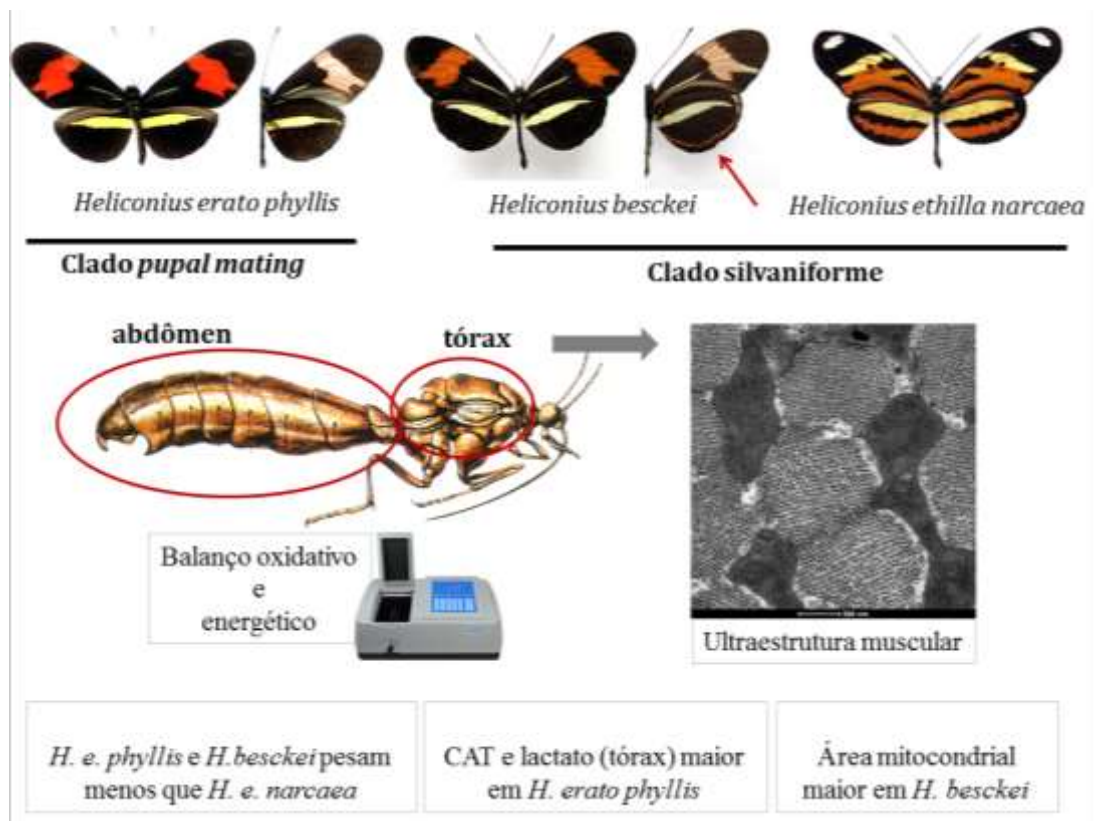 Heliconius erato phyllis
Heliconius besckei
Heliconius ethilla narcaea
Clado pupal mating
Clado silvaniforme
abdômen
tórax
Balanço oxidativo
e
energético
Ultraestrutura muscular
H. e. phyllis e H.besckei pesam
menos que H. e. narcaea
CAT e lactato (tórax) maior
em H. erato phyllis
Área mitocondrial
maior em H. besckei